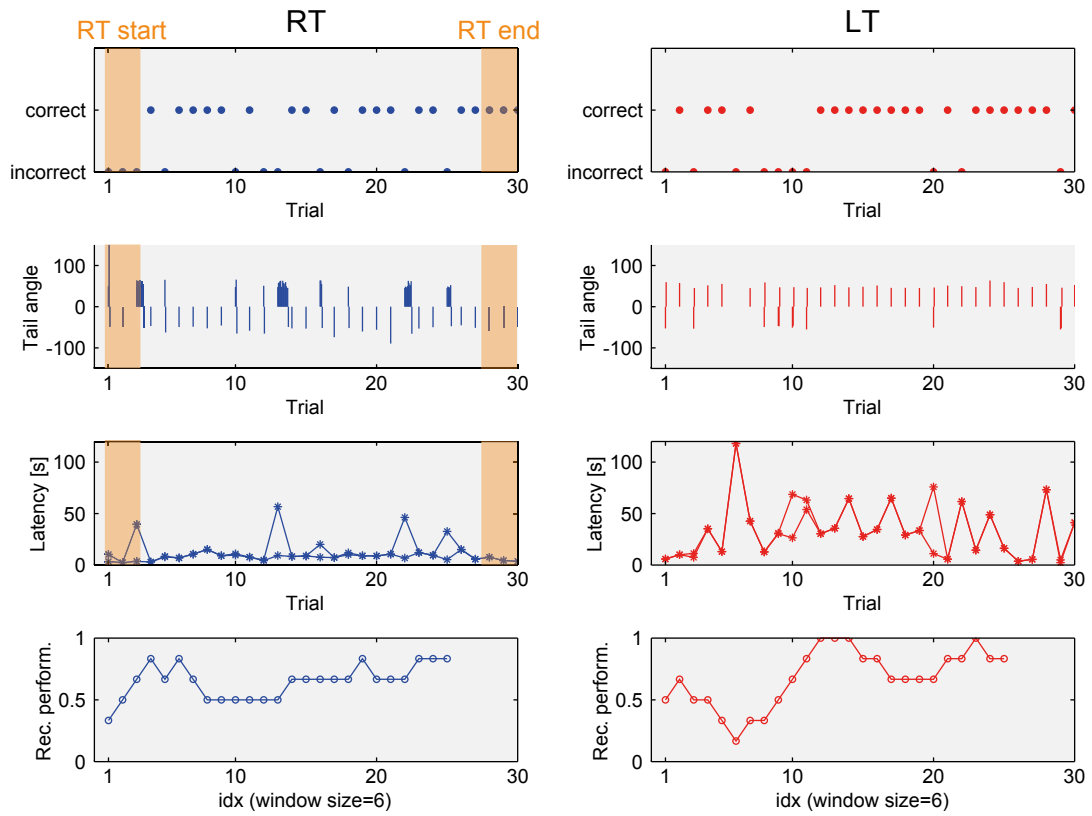 RT
LT
RT start
RT end
correct
incorrect
1
10
20
30
Trial
correct
incorrect
1
10
20
30
Trial
Tail angle
100
0
-100
1
10
20
30
Trial
Tail angle
100
0
-100
1
10
20
30
Trial
Latency [s]
100
50
0
1
10
20
30
Trial
Latency [s]
100
50
0
1
10
20
30
Trial
Rec. perform.
1
0.5
0
1
10
20
30
idx (window size=6)
Rec. perform.
1
0.5
0
1
10
20
30
idx (window size=6)